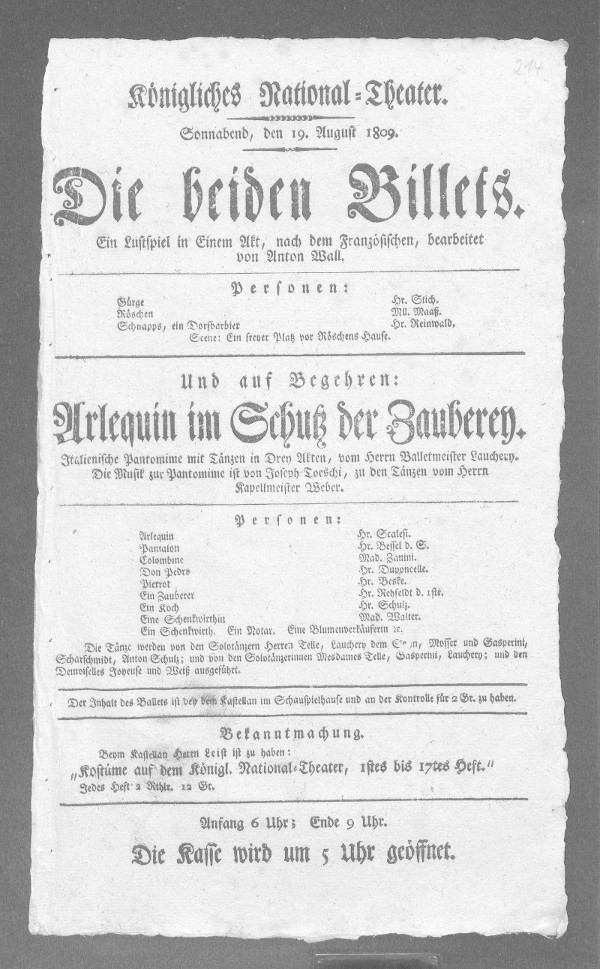 214
Königliches National-Theater.
Sonnabend, den 19. August 1809.
Die beiden Billets.
Ein Lustspiel in Einem Akt, nach dem Französischen, bearbeitet
von Anton Wall.
Personen:
Gürge Hr. Stich.
Röschen Mll. Maaß.
Schnapps, ein Dorfbarbier Hr. Reinwald.
Scene: Ein freyer Platz vor Röschens Hause.
Und auf Begehren:
Arlequin im Schutz der Zauberey.
Italienische Pantomime mit Tänzen in Drey Akten, vom Herrn Balletmeister Lauchery.
Die Musik zur Pantomime ist von Joseph Toeschi, zu den Tänzen vom Herrn
Kapellmeister Weber.
Personen:
Arlequin Hr. Scalesi.
Pantalon Hr. Bessel d. S.
Colombine Mad. Zanini.
Don Pedro Hr. Duponcelle.
Pierrot Hr. Beske.
Ein Zauberer Hr. Rehfeldt d. 1ste.
Ein Koch Hr. Schulz.
Eine Schenkwirthin Mad. Walter.
Ein Schenkwirth. Ein Notar. Eine Blumenverkäuferin ꝛc.
Die Tänze werden von den Solotänzern Herren Telle, Lauchery dem Mosser und Gasperini,
Scharschmidt, Anton Schulz; und von den Solotänzerinnen Mesdames Telle, Gasperini, Lauchery; und den
Demoiselles Joyeuse und Weiß ausgeführt.
Der Inhalt des Ballets ist bey dem Kastellan im Schauspielhause und an der Kontrolle für 2 Gr. zu haben.
Bekanntmachung.
Beym Kastellan Herrn Leist ist zu haben:
„Kostüme auf dem Königl. National-Theater, 1stes bis 17tes Heft.“
Jedes Heft 2 Rthlr. 12 Gr.
Anfang 6 Uhr; Ende 9 Uhr.
Die Kasse wird um 5 Uhr geöffnet.